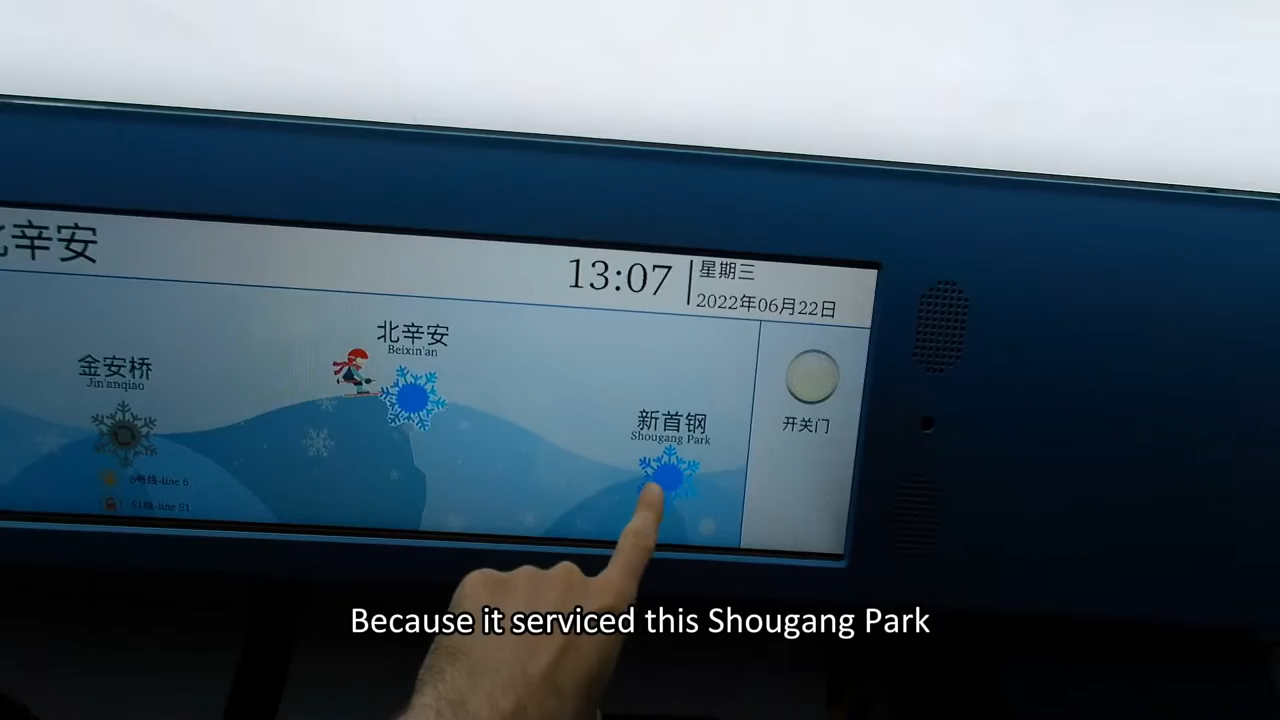 北辛安
13:07
星期三
2022年06月22日
北辛安
Beixin'an
金安桥
Jin'anqiao
新首钢
Shougang Park
开关门
6号线-line 6
S1线-line S1
Because it serviced this Shougang Park